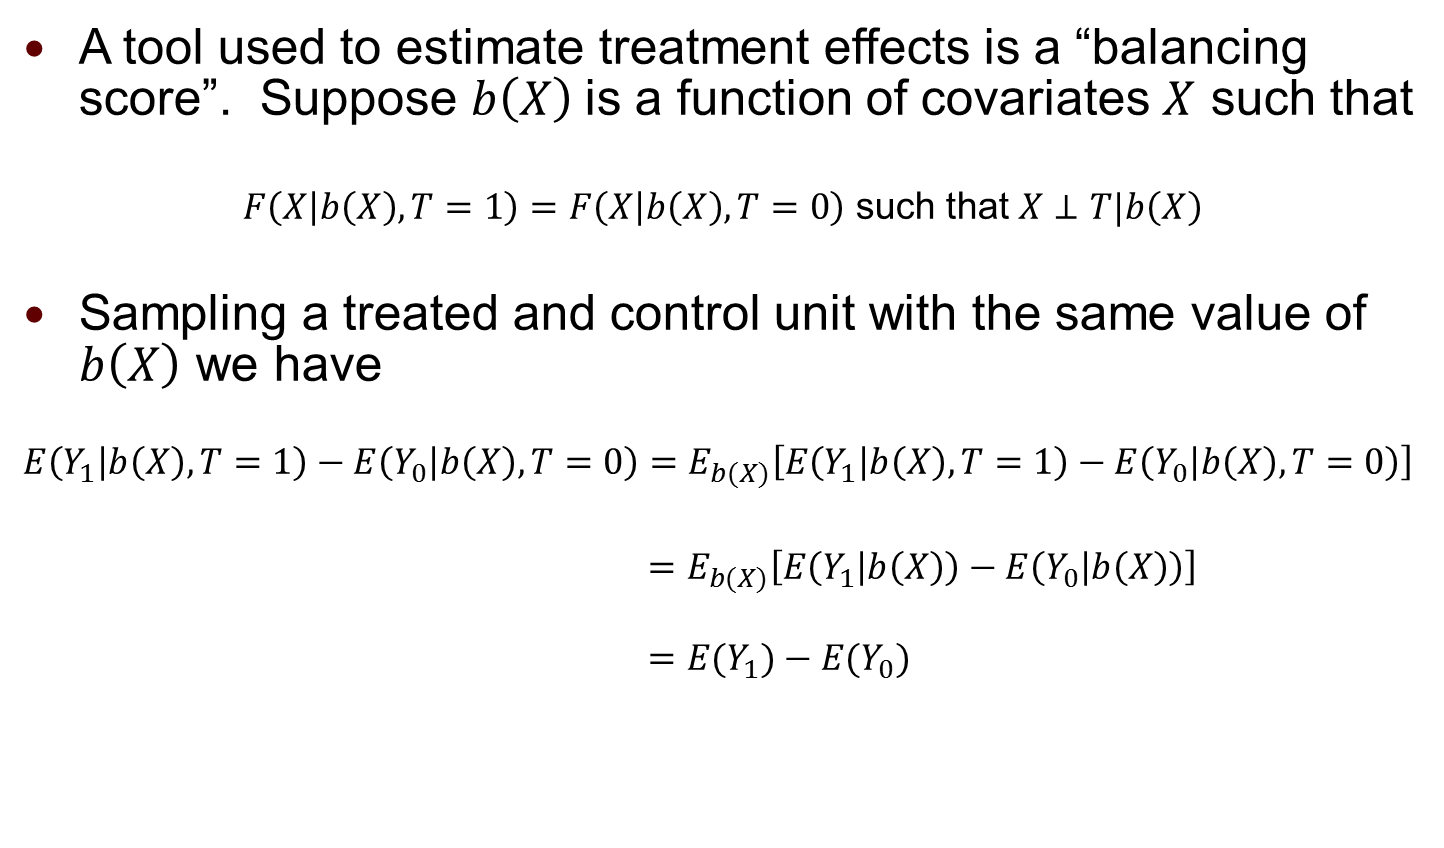 • A tool used to estimate treatment effects is a “balancing
score”. Suppose b(X) is a function of covariates X such that
F(X|b(X), T = 1) = F(X|b(X), T = 0) such that X ⊥ T|b(X)
• Sampling a treated and control unit with the same value of
b(X) we have
E(Y₁|b(X), T = 1) − E(Y₀|b(X), T = 0) = E_b(X)[E(Y₁|b(X), T = 1) − E(Y₀|b(X), T = 0)]
= E_b(X)[E(Y₁|b(X)) − E(Y₀|b(X))]
= E(Y₁) − E(Y₀)